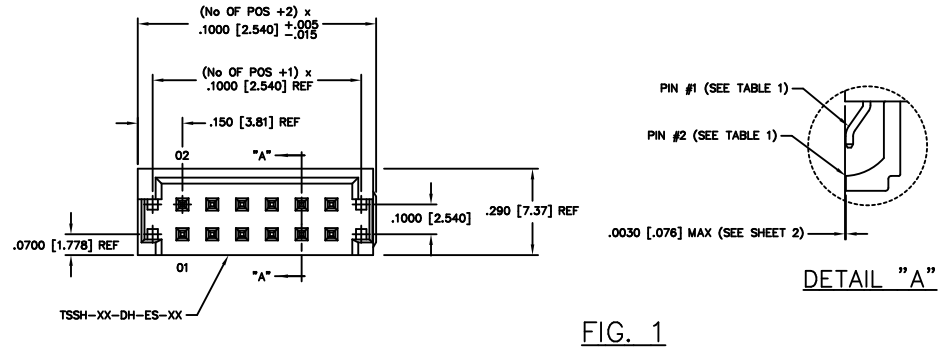 (No OF POS +2) x
.1000 [2.540] +.005 -.015
(No OF POS +1) x
.1000 [2.540] REF
.150 [3.81] REF
02
"A"
.1000 [2.540]
.290 [7.37] REF
.0700 [1.778] REF
01
"A"
TSSH-XX-DH-ES-XX
PIN #1 (SEE TABLE 1)
PIN #2 (SEE TABLE 1)
.0030 [.076] MAX (SEE SHEET 2)
DETAIL "A"
FIG. 1